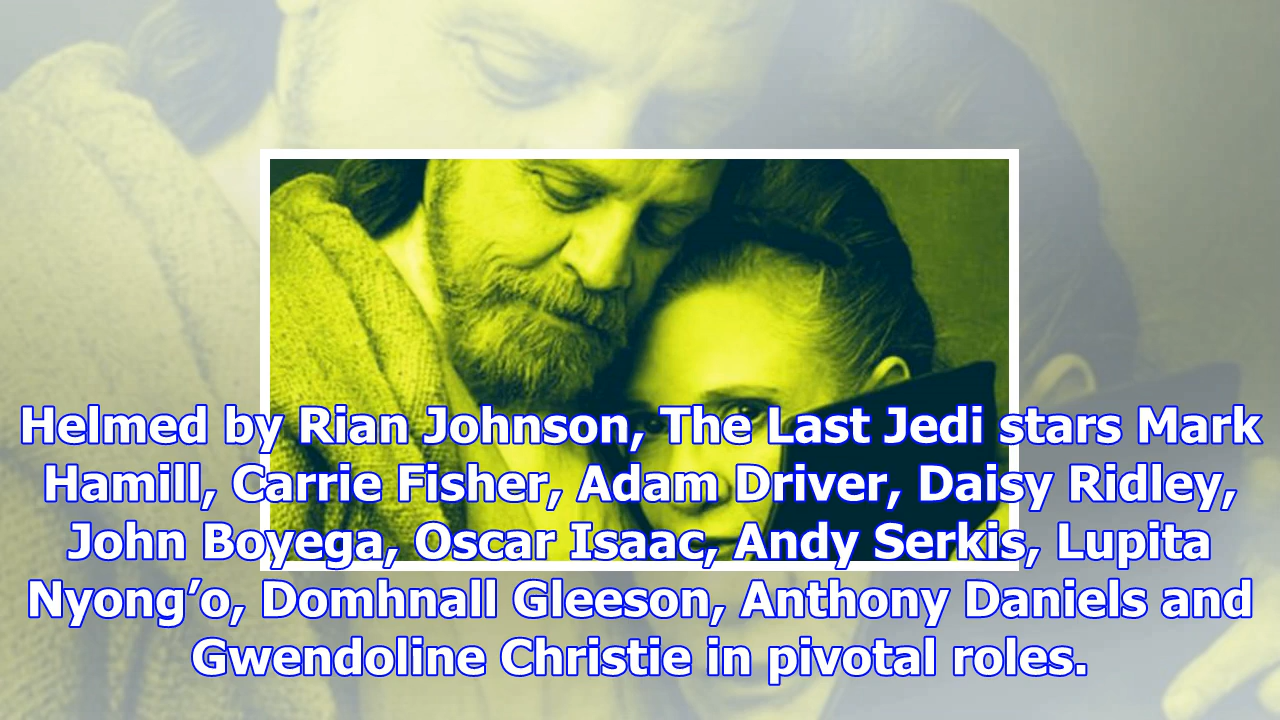 Helmed by Rian Johnson, The Last Jedi stars Mark
Hamill, Carrie Fisher, Adam Driver, Daisy Ridley,
John Boyega, Oscar Isaac, Andy Serkis, Lupita
Nyong’o, Domhnall Gleeson, Anthony Daniels and
Gwendoline Christie in pivotal roles.